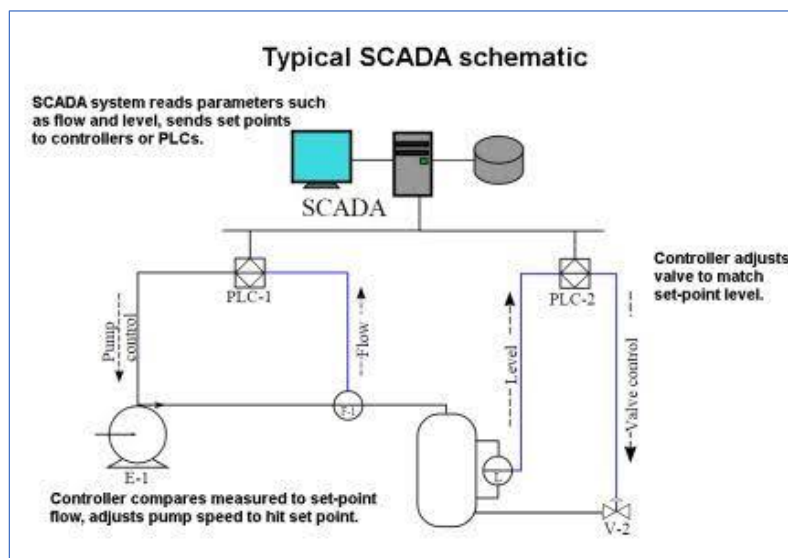 Typical SCADA schematic
SCADA system reads parameters such
as flow and level, sends set points
to controllers or PLCs.
SCADA
PLC-1
PLC-2
Controller adjusts
valve to match
set-point level.
Pump
control
Flow
Level
Valve control
F-1
L
E-1
V-2
Controller compares measured to set-point
flow, adjusts pump speed to hit set point.